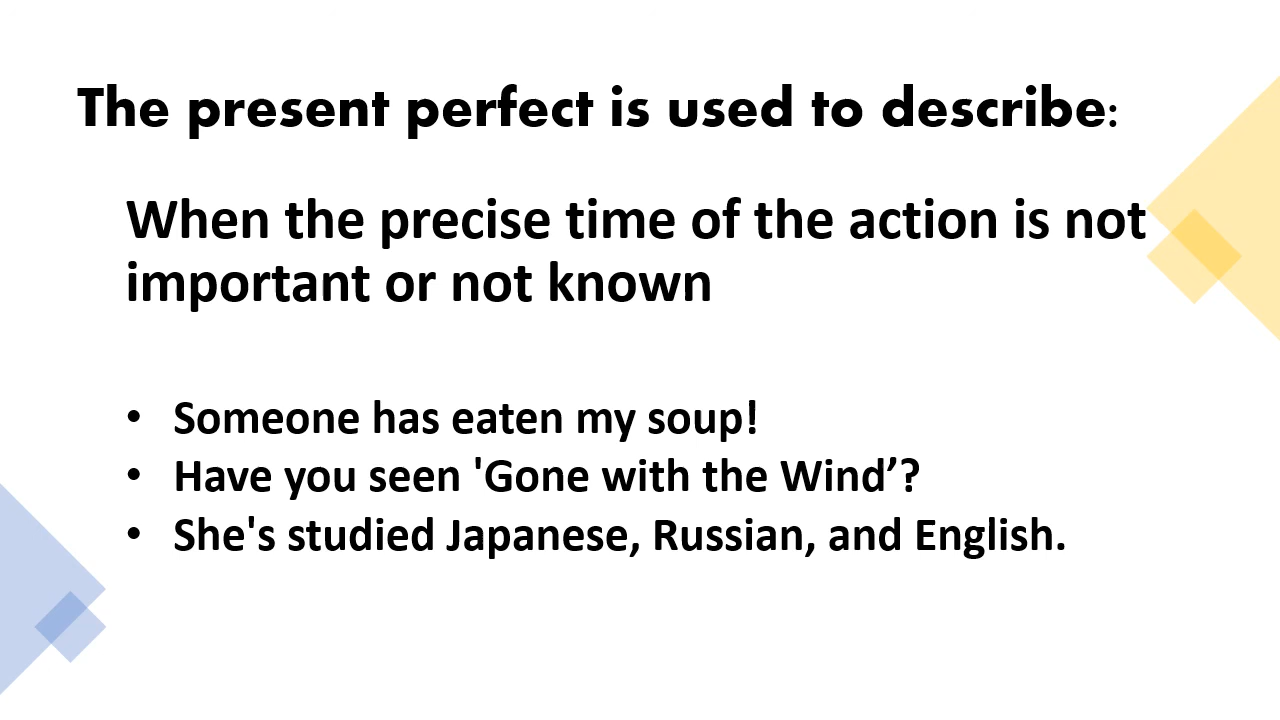 The present perfect is used to describe:
When the precise time of the action is not
important or not known
• Someone has eaten my soup!
• Have you seen 'Gone with the Wind’?
• She's studied Japanese, Russian, and English.